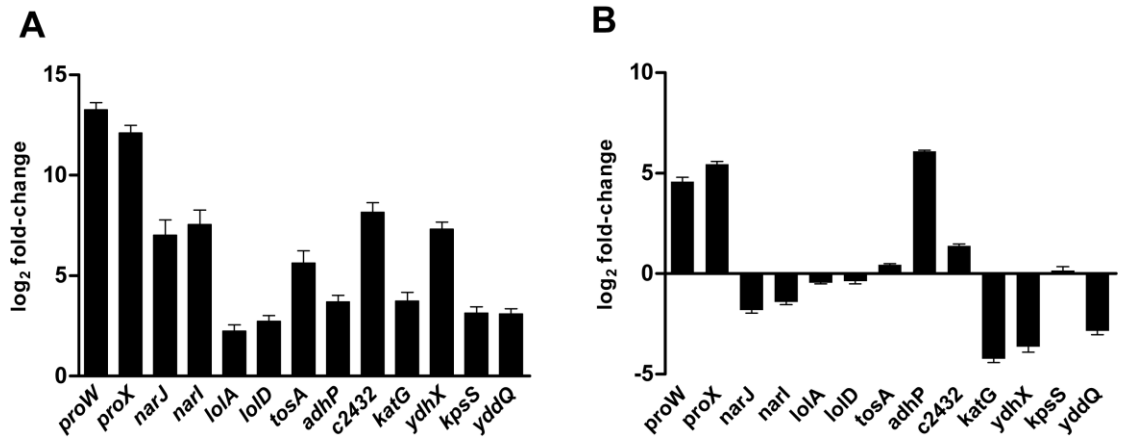 A
log2 fold-change
15
10
5
0
proW proX narJ narI lolA lolD tosA adhP c2432 katG ydhX kpsS yddQ
B
log2 fold-change
10
5
0
-5
proW proX narJ narI lolA lolD tosA adhP c2432 katG ydhX kpsS yddQ